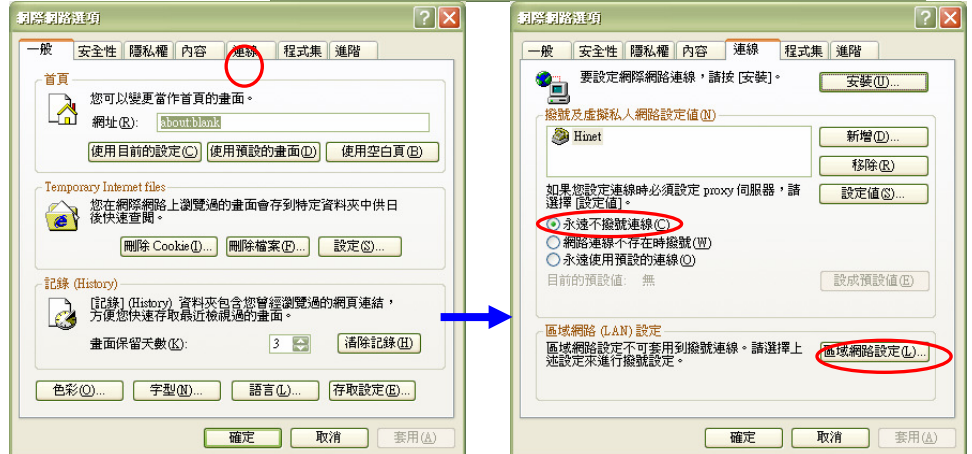 網際網路選項
一般 安全性 隱私權 內容 連線 程式集 進階
首頁
您可以變更當作首頁的畫面。
網址(R): about:blank
使用目前的設定(C) 使用預設的畫面(D) 使用空白頁(B)
Temporary Internet files
您在網際網路上瀏覽過的畫面會存到特定資料夾中供日
後快速查閱。
刪除 Cookie(I)... 刪除檔案(F)... 設定(S)...
記錄 (History)
[記錄] (History) 資料夾包含您曾經瀏覽過的網頁連結，
方便您快速存取最近檢視過的畫面。
畫面保留天數(K): 3 清除記錄(H)
色彩(O)... 字型(N)... 語言(L)... 存取設定(E)...
確定 取消 套用(A)
網際網路選項
一般 安全性 隱私權 內容 連線 程式集 進階
要設定網際網路連線，請按 [安裝]。 安裝(U)...
撥號及虛擬私人網路設定值(N)
Hinet
新增(D)...
移除(R)
如果您設定連線時必須設定 proxy 伺服器，請
選擇 [設定值]。
設定值(S)...
永遠不撥號連線(C)
網路連線不存在時撥號(W)
永遠使用預設的連線(O)
目前的預設值: 無 設成預設值(E)
區域網路 (LAN) 設定
區域網路設定不可套用到撥號連線。請選擇上
述設定來進行撥號設定。
區域網路設定(L)...
確定 取消 套用(A)